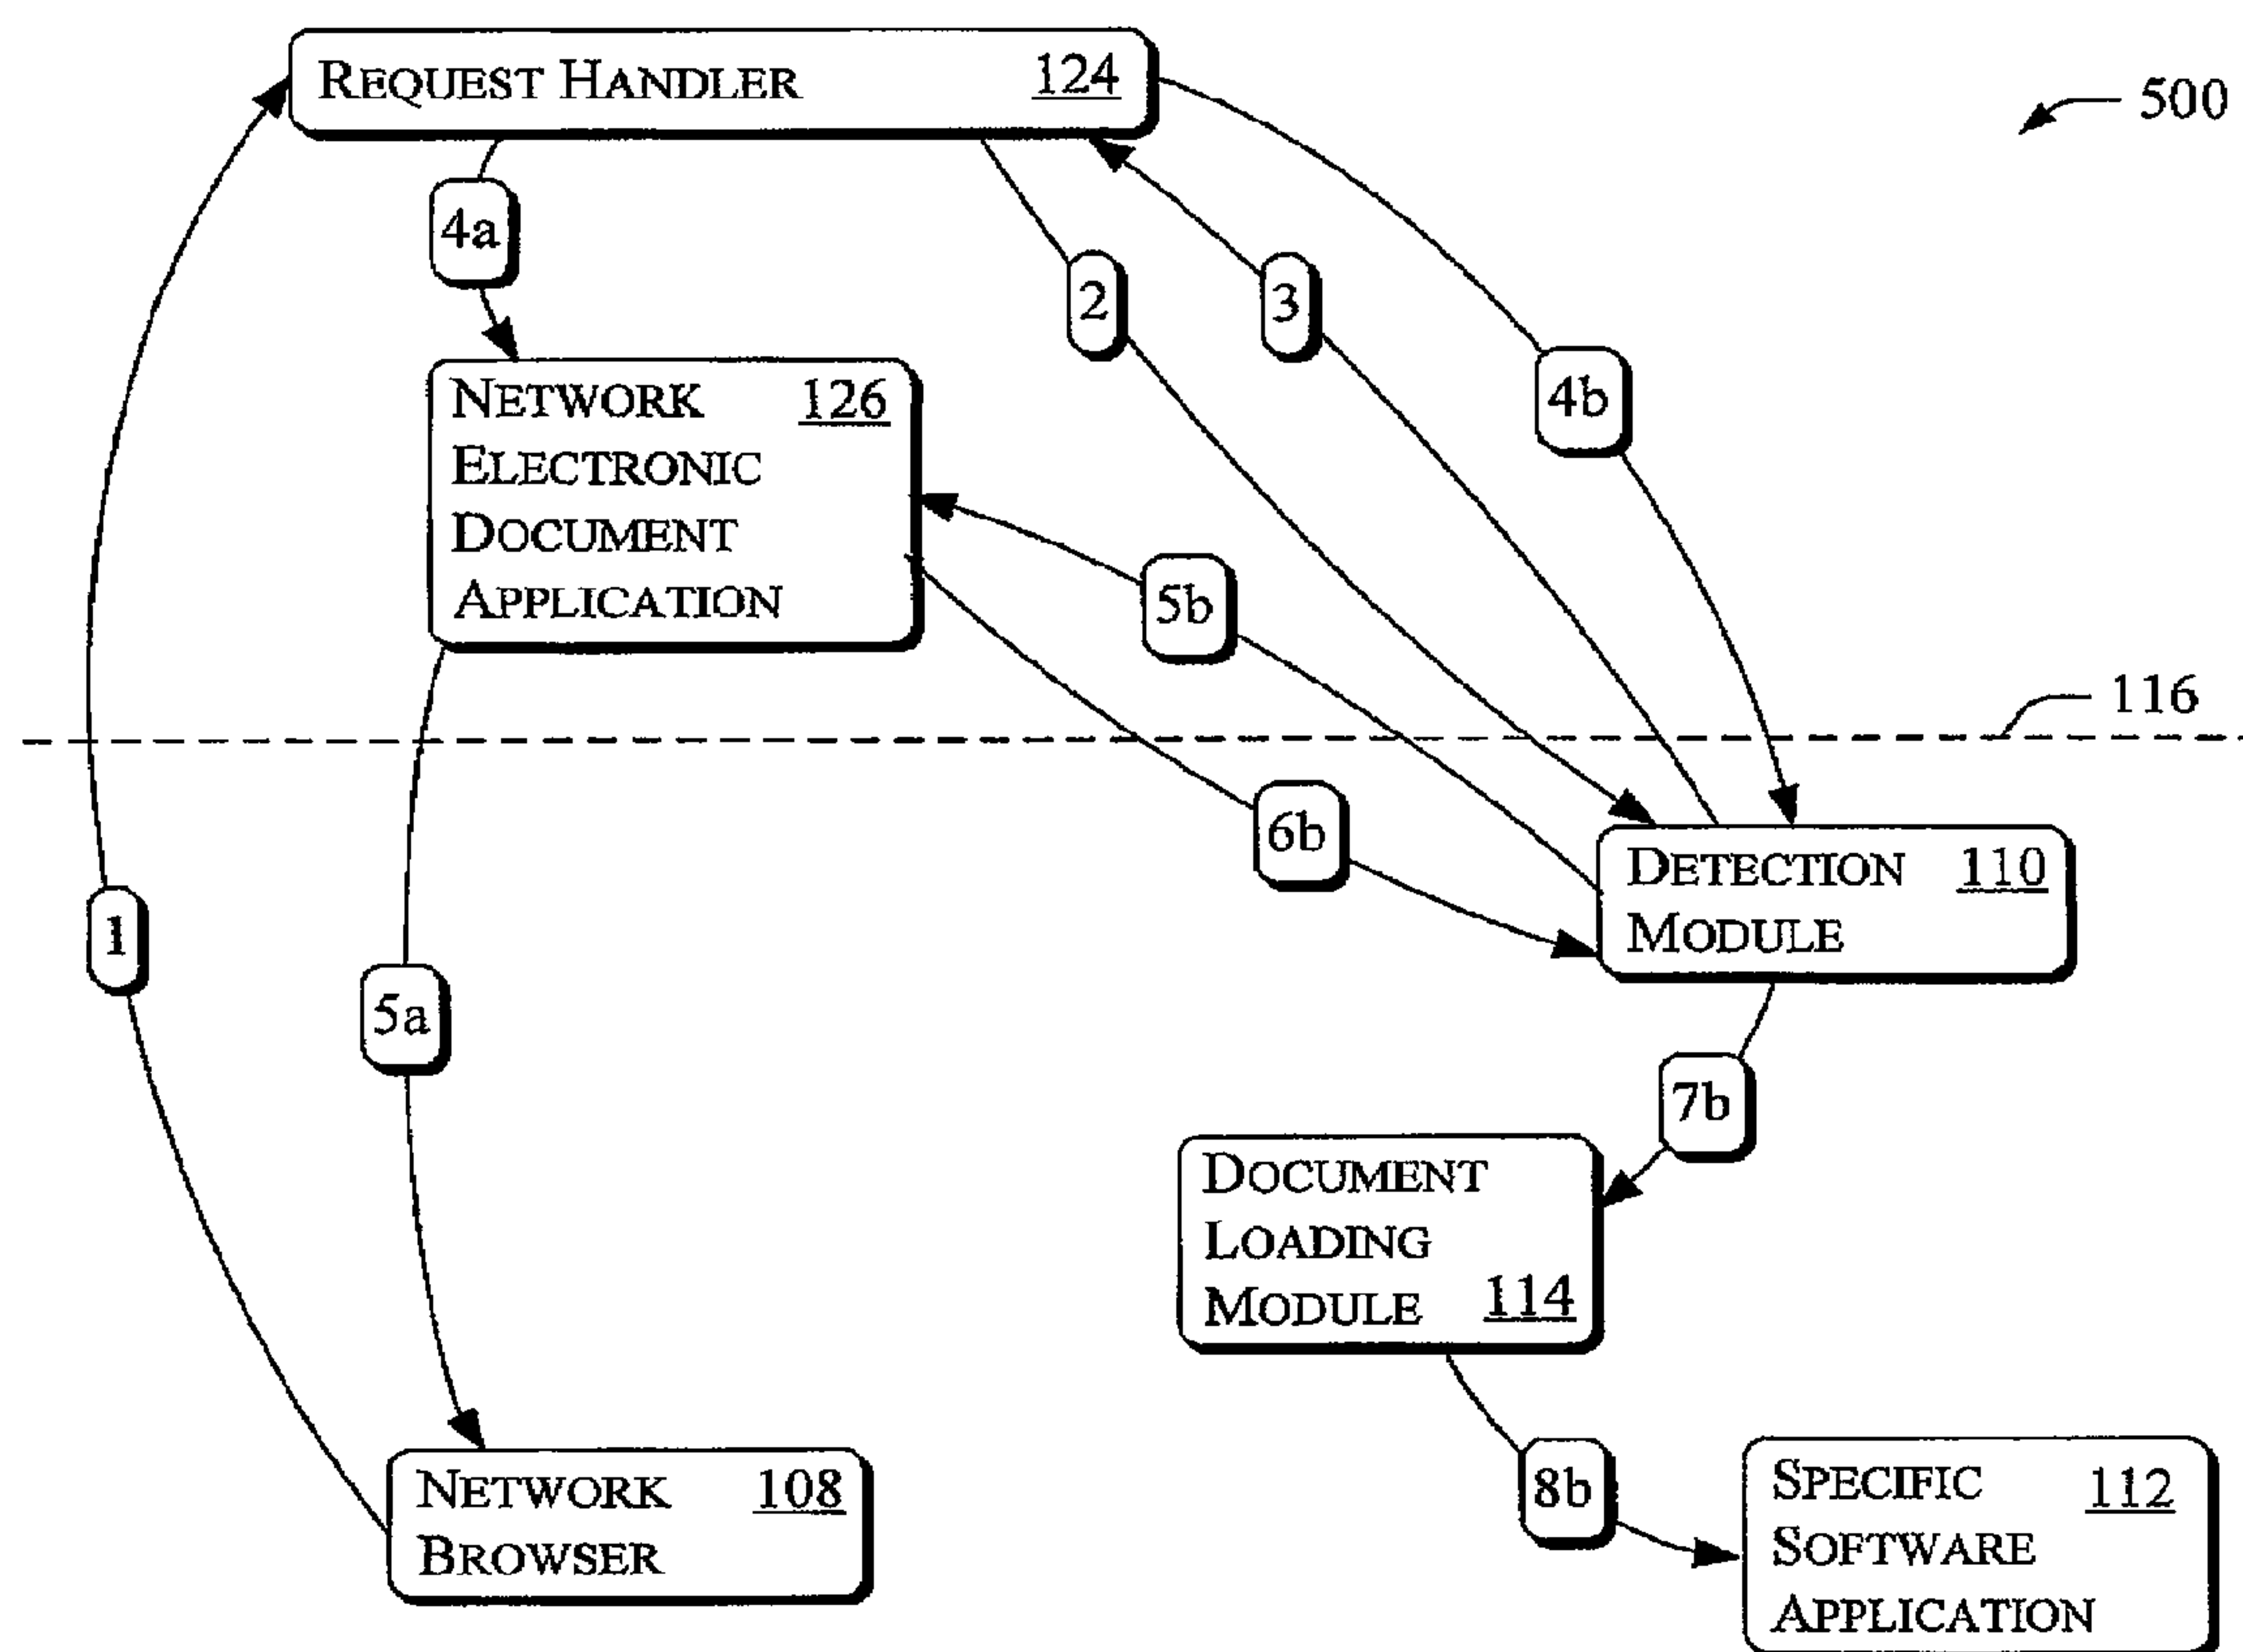 REQUEST HANDLER 124
500
4a
2
3
4b
NETWORK 126
ELECTRONIC
DOCUMENT
APPLICATION
5b
116
6b
DETECTION 110
MODULE
1
5a
7b
DOCUMENT
LOADING
MODULE 114
8b
NETWORK 108
BROWSER
SPECIFIC 112
SOFTWARE
APPLICATION